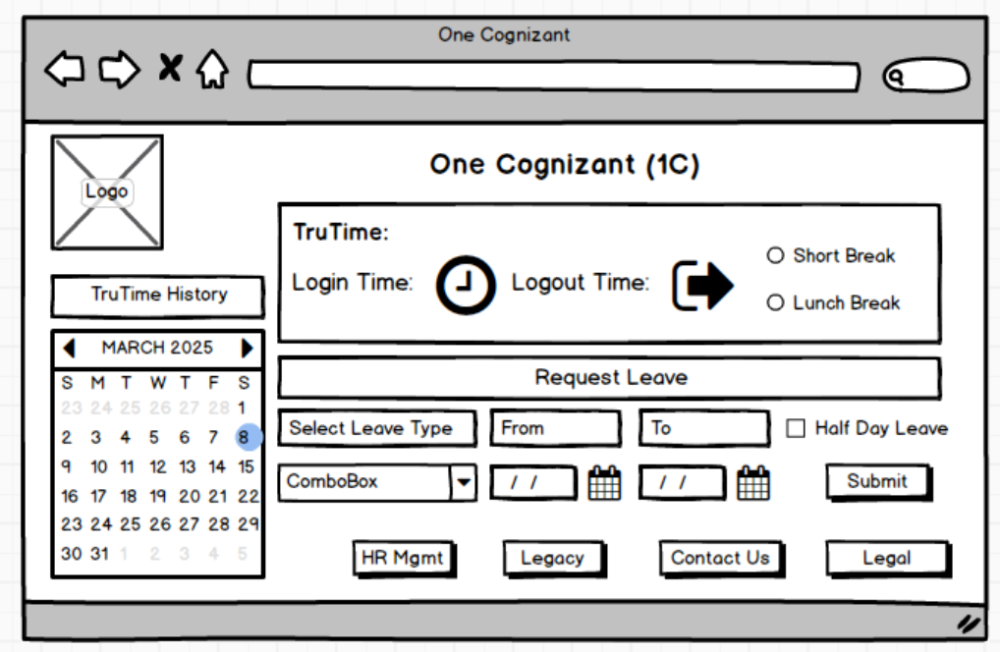 One Cognizant
Logo
One Cognizant (1C)
TruTime:
Login Time:
Logout Time:
Short Break
Lunch Break
TruTime History
MARCH 2025
S M T W T F S
23 24 25 26 27 28 1
2 3 4 5 6 7 8
9 10 11 12 13 14 15
16 17 18 19 20 21 22
23 24 25 26 27 28 29
30 31 1 2 3 4 5
Request Leave
Select Leave Type
From
To
Half Day Leave
ComboBox
/ /
/ /
Submit
HR Mgmt
Legacy
Contact Us
Legal